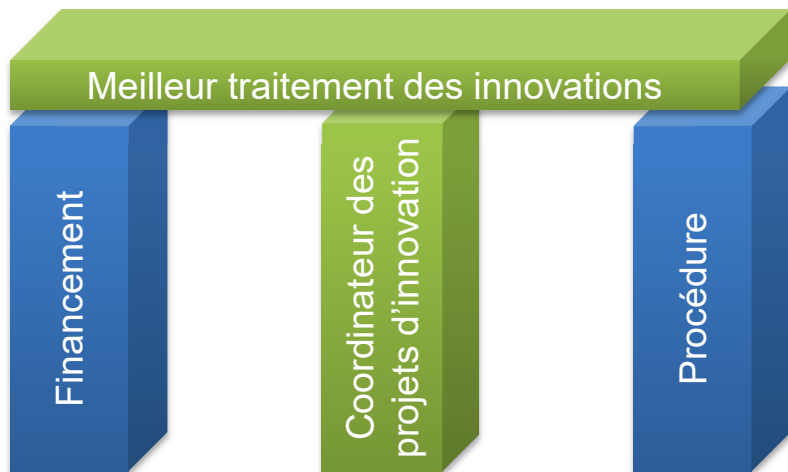 Meilleur traitement des innovations
Financement
Coordinateur des
projets d’innovation
Procédure